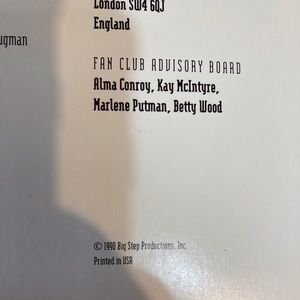 London SW4 6QJ
England
ugman
FAN CLUB ADVISORY BOARD
Alma Conroy, Kay McIntyre,
Marlene Putman, Betty Wood
© 1990 Big Step Productions, Inc.
Printed in USA